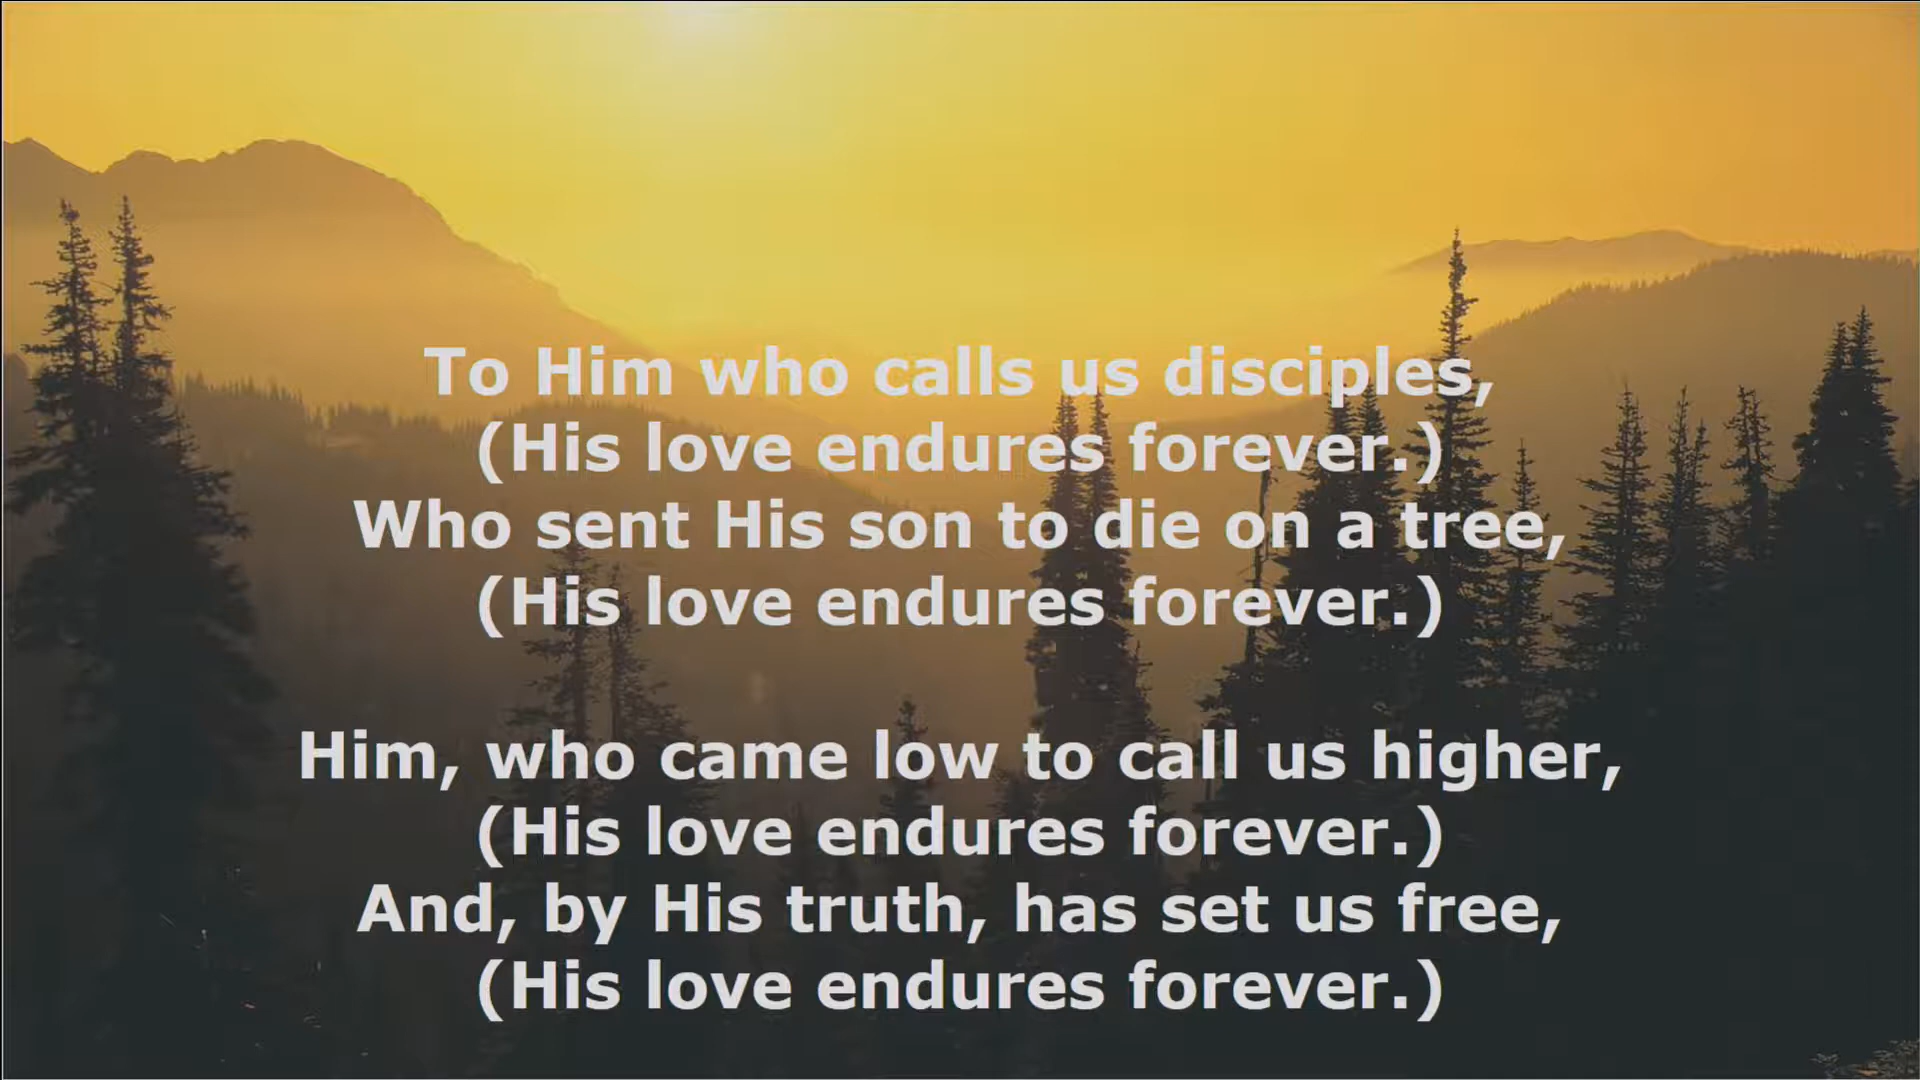 To Him who calls us disciples,
(His love endures forever.)
Who sent His son to die on a tree,
(His love endures forever.)
Him, who came low to call us higher,
(His love endures forever.)
And, by His truth, has set us free,
(His love endures forever.)